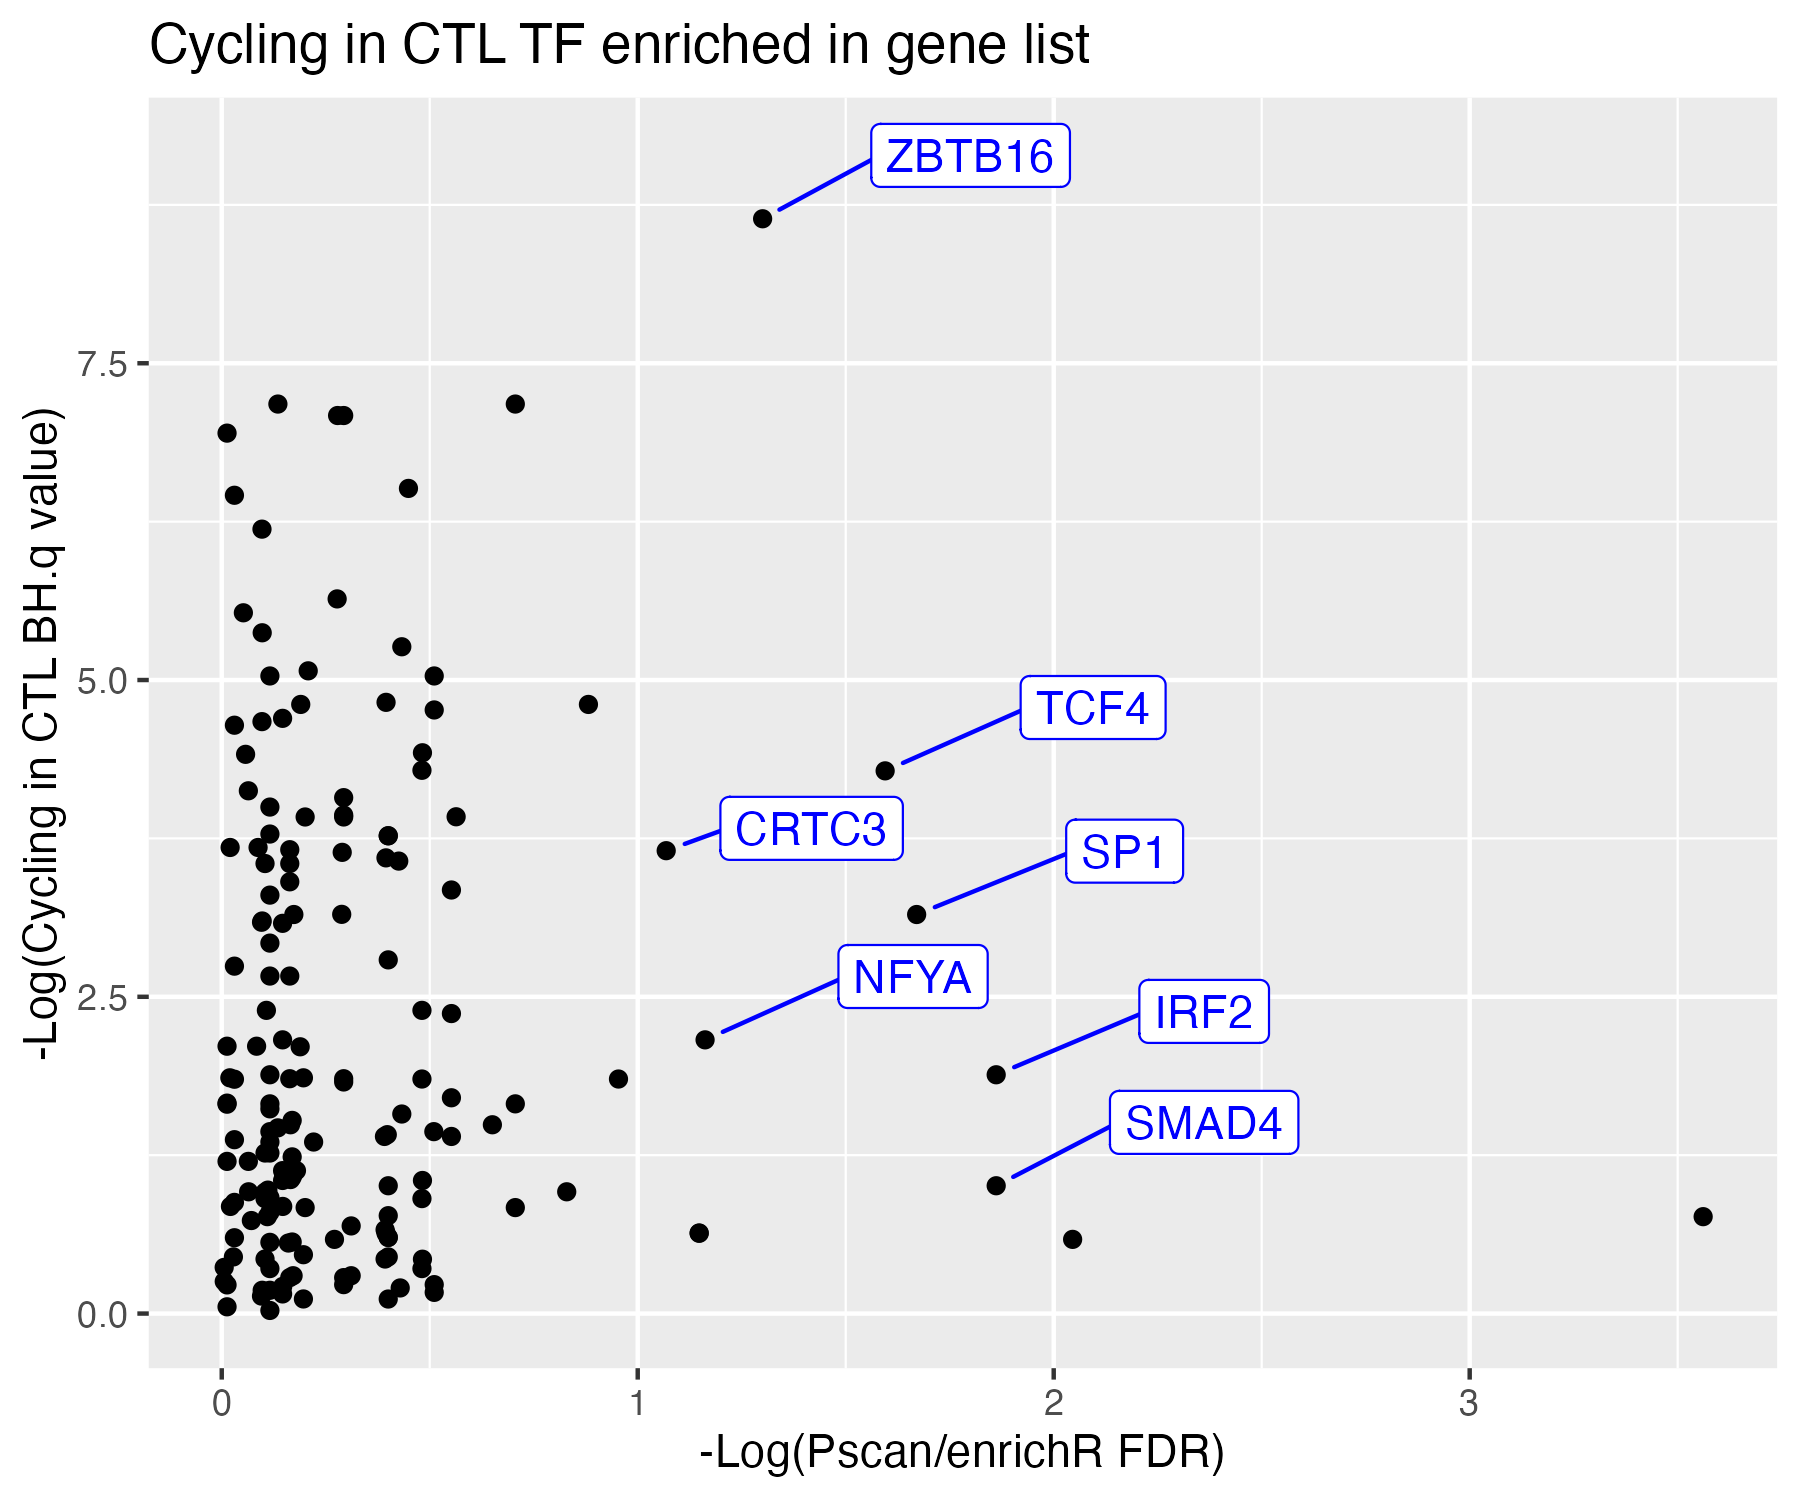 Cycling in CTL TF enriched in gene list
-Log(Cycling in CTL BH.q value)
7.5
5.0
2.5
0.0
ZBTB16
TCF4
CRTC3
SP1
NFYA
IRF2
SMAD4
0
1
2
3
-Log(Pscan/enrichR FDR)